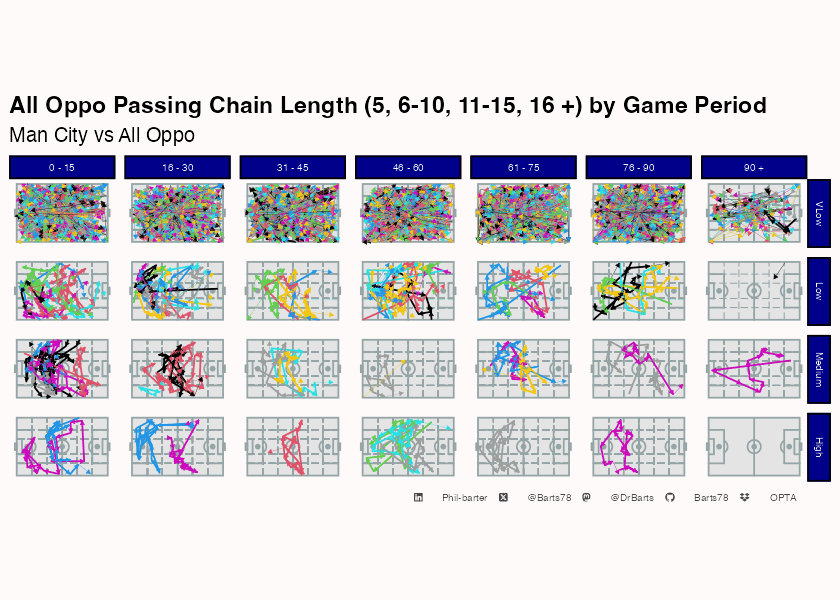 All Oppo Passing Chain Length (5, 6-10, 11-15, 16 +) by Game Period
Man City vs All Oppo
0 - 15 16 - 30 31 - 45 46 - 60 61 - 75 76 - 90 90 +
V.Low
Low
Medium
High
Phil-barter @Barts78 @DrBarts Barts78 OPTA